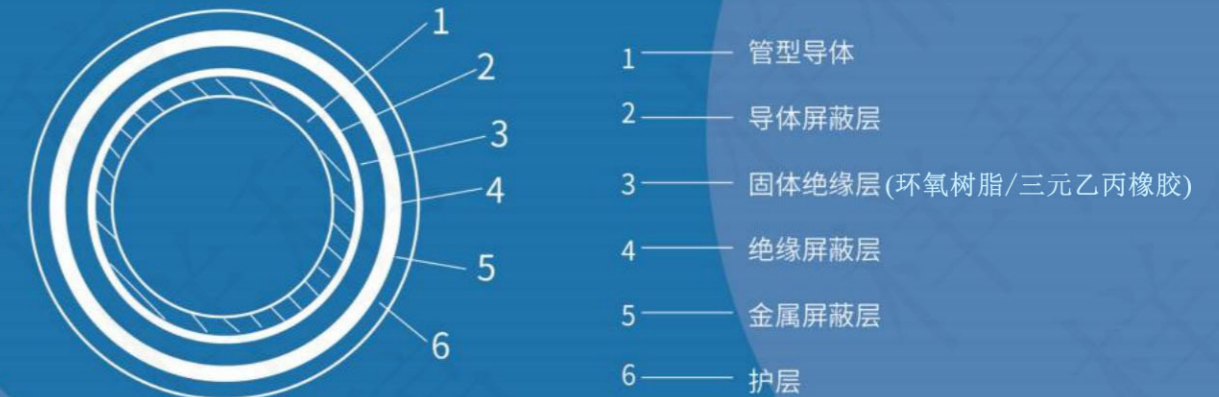 1
2
3
4
5
6
1 管型导体
2 导体屏蔽层
3 固体绝缘层(环氧树脂/三元乙丙橡胶)
4 绝缘屏蔽层
5 金属屏蔽层
6 护层